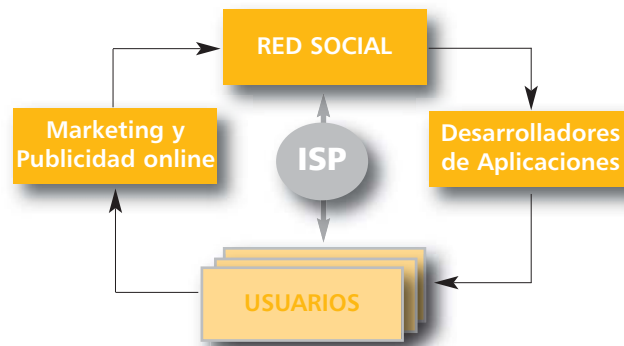 RED SOCIAL
Marketing y
Publicidad online
ISP
Desarrolladores
de Aplicaciones
USUARIOS